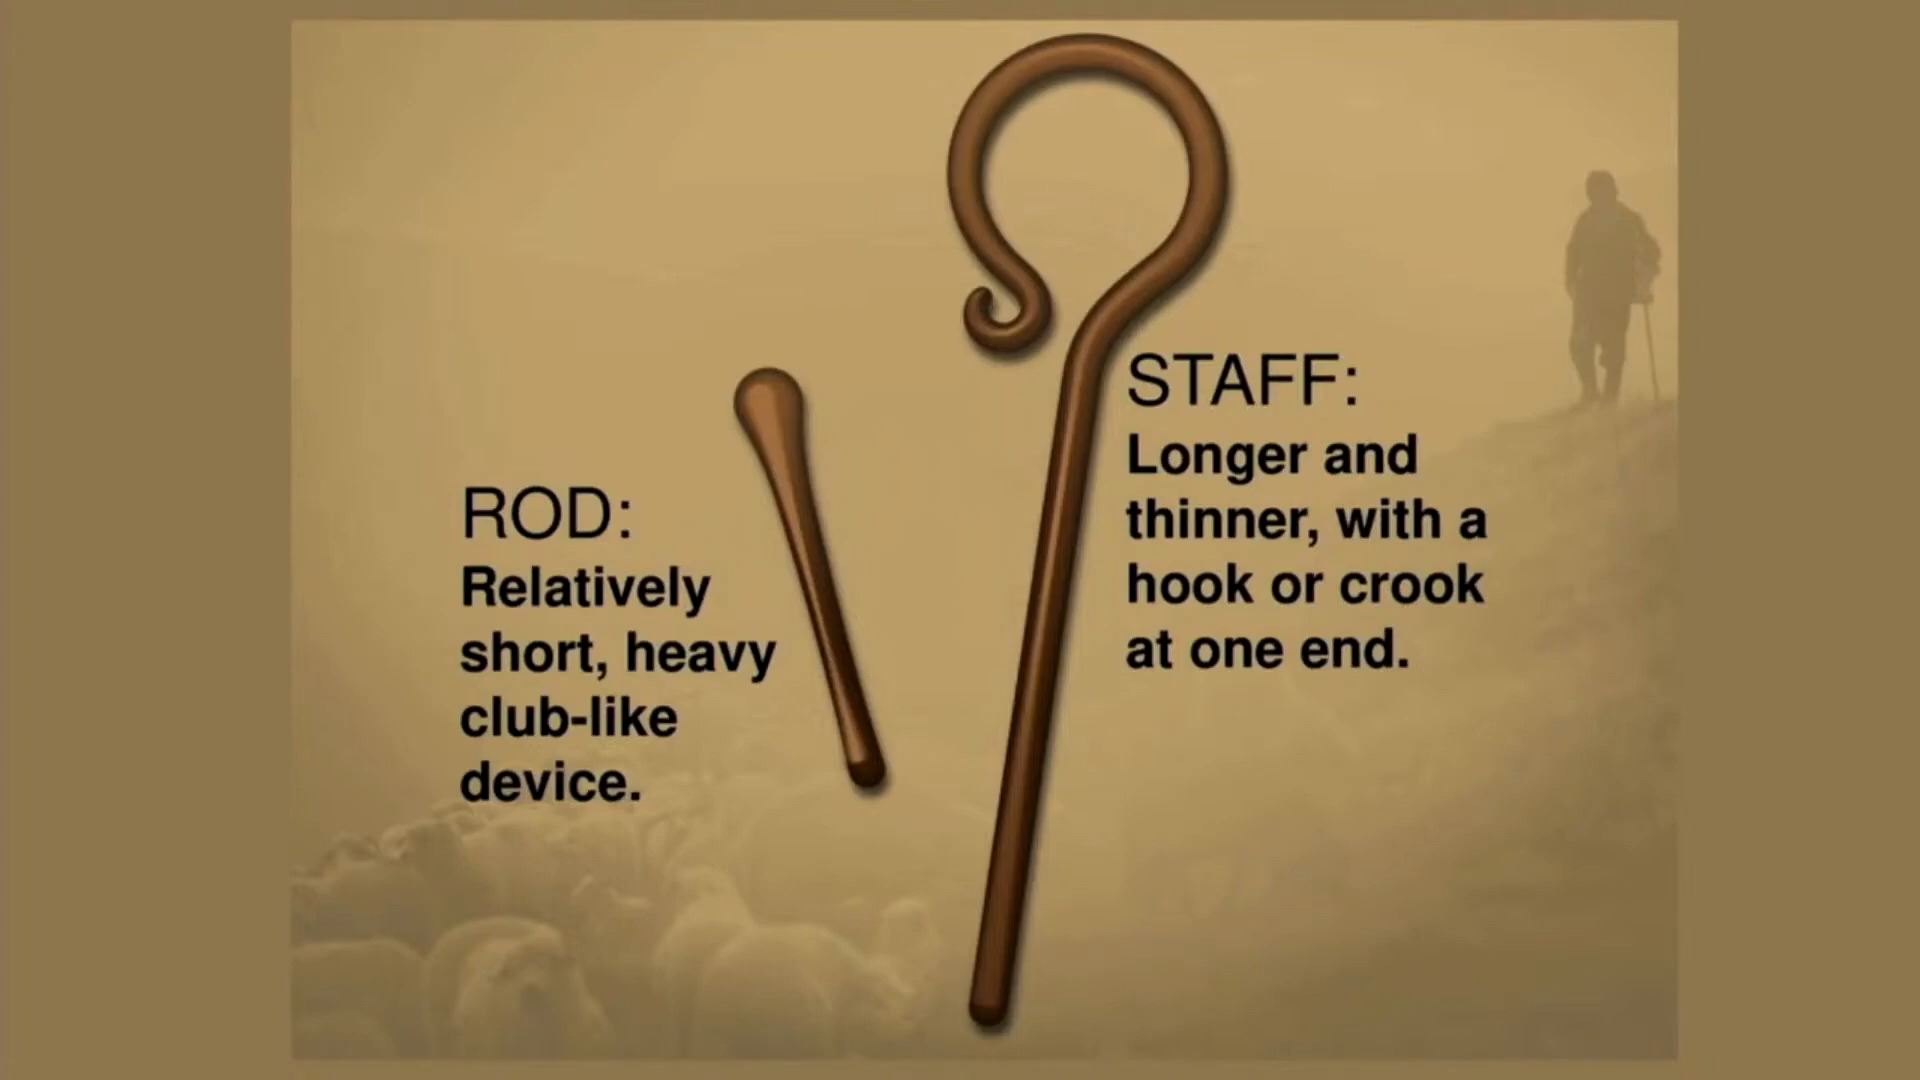 ROD:
Relatively
short, heavy
club-like
device.
STAFF:
Longer and
thinner, with a
hook or crook
at one end.